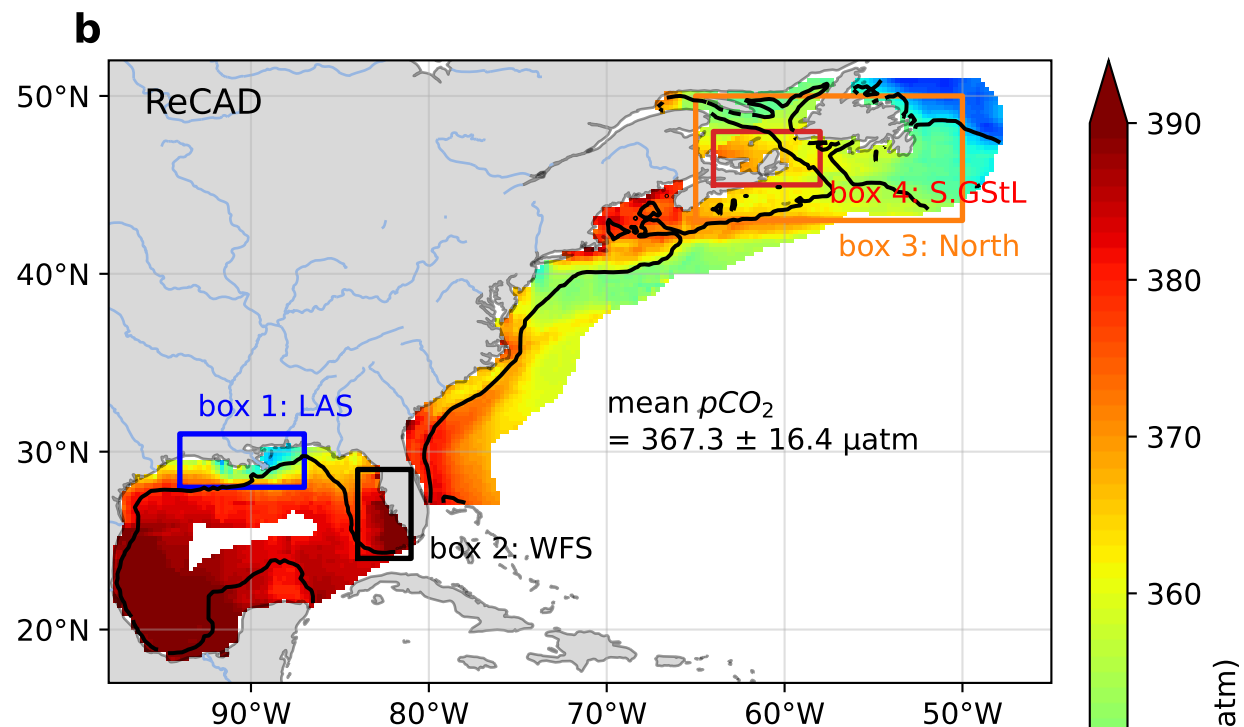 b
ReCAD
50°N
40°N
30°N
20°N
90°W
80°W
70°W
60°W
50°W
box 4: S.GStL
box 3: North
box 1: LAS
mean pCO₂
= 367.3 ± 16.4 µatm
box 2: WFS
390
380
370
360
atm)